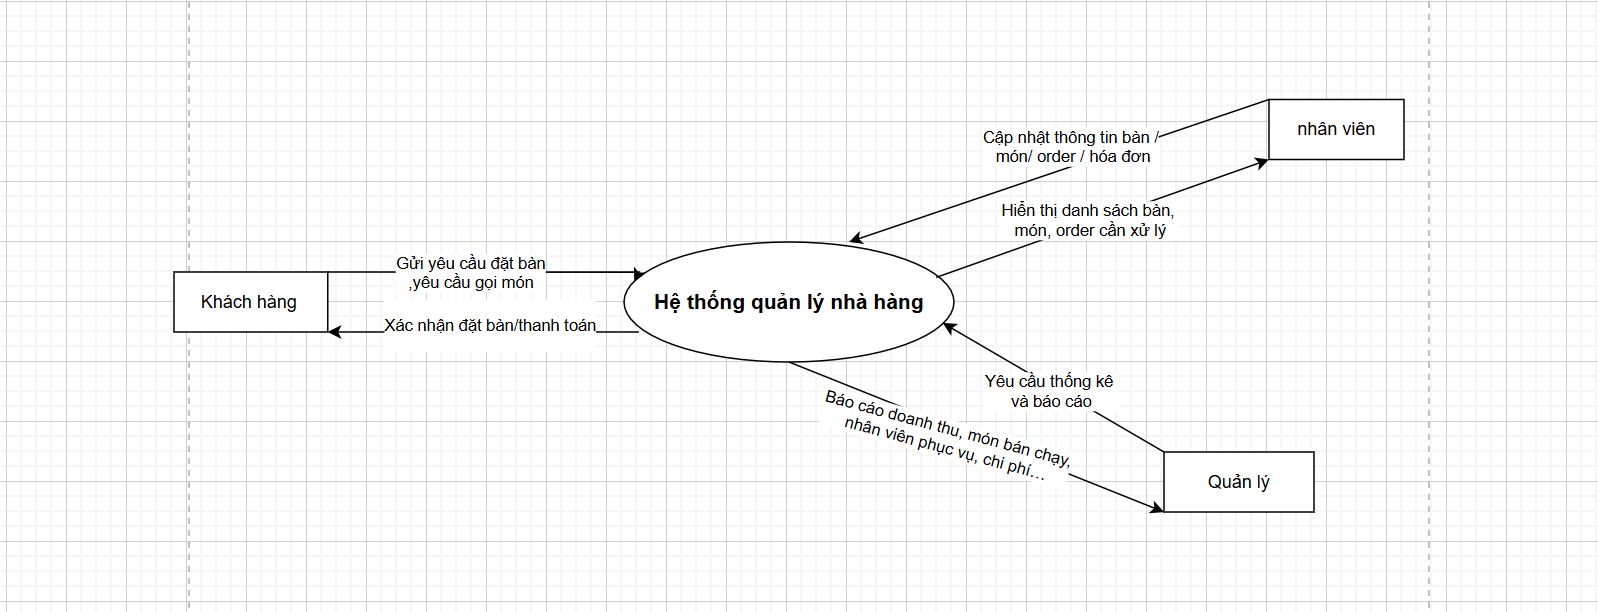 nhân viên
Cập nhật thông tin bàn /
món/ order / hóa đơn
Hiển thị danh sách bàn,
món, order cần xử lý
Gửi yêu cầu đặt bàn
,yêu cầu gọi món
Khách hàng
Hệ thống quản lý nhà hàng
Xác nhận đặt bàn/thanh toán
Yêu cầu thống kê
và báo cáo
Báo cáo doanh thu, món bán chạy,
nhân viên phục vụ, chi phí...
Quản lý